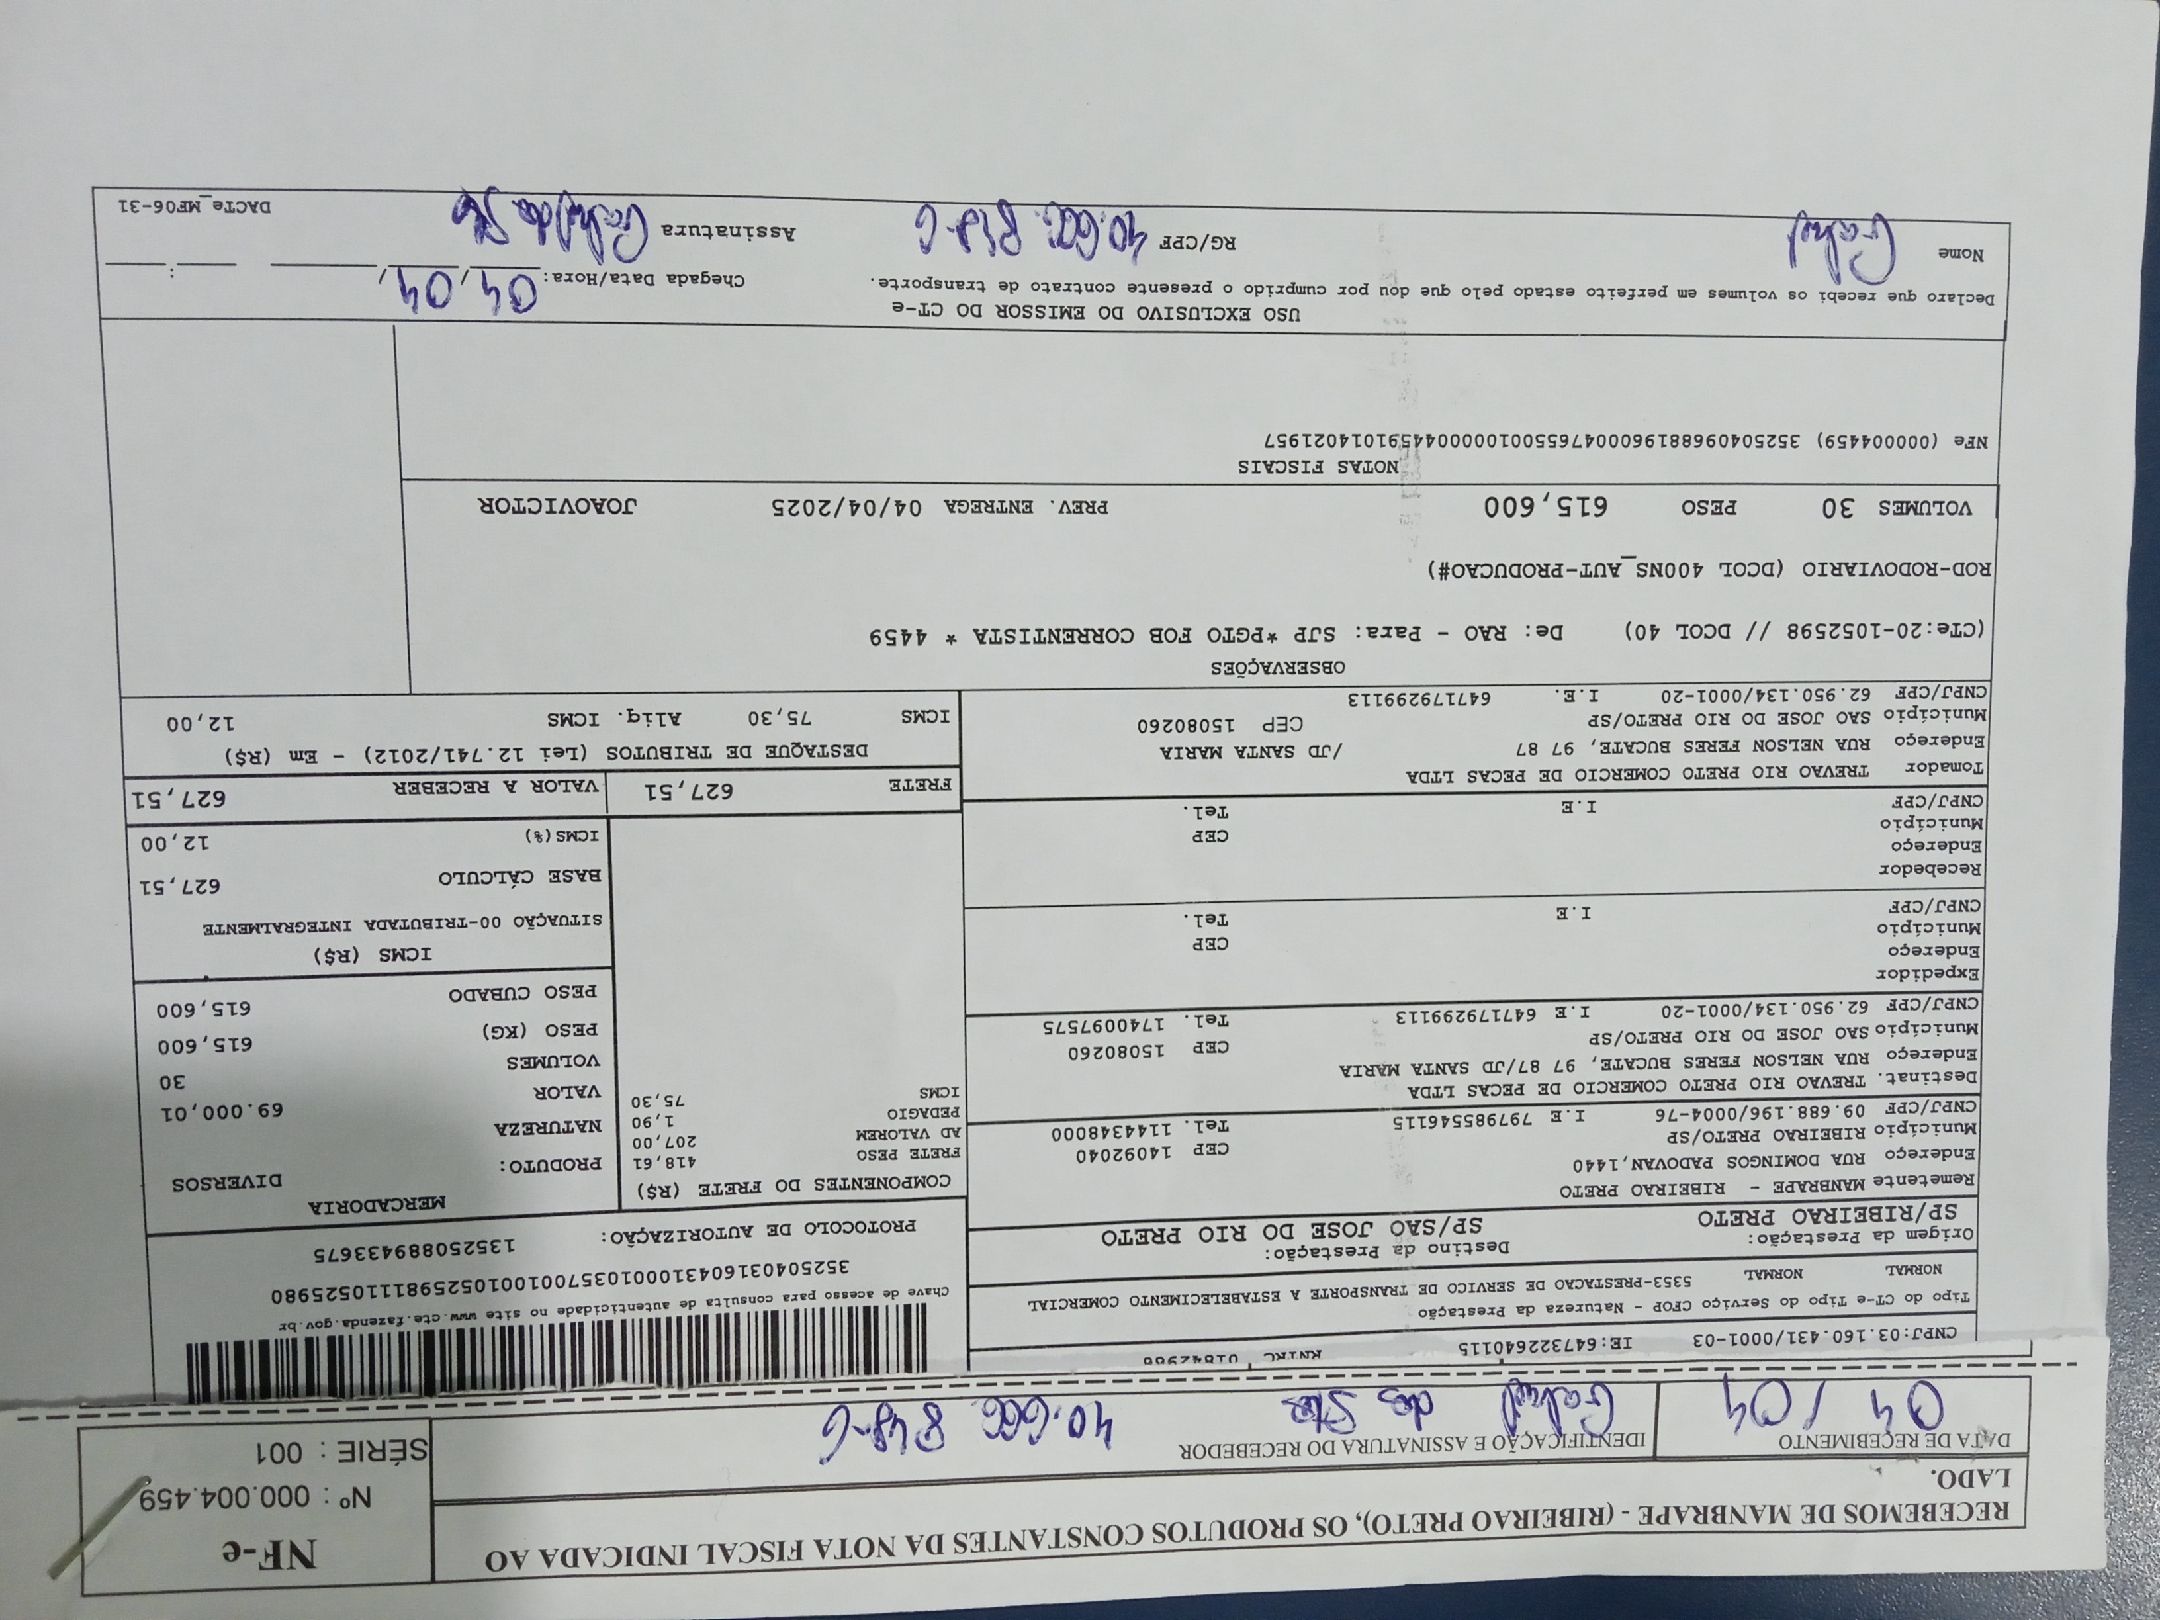 RECEBEMOS DE MANBRAPE - (RIBEIRAO PRETO), OS PRODUTOS CONSTANTES DA NOTA FISCAL INDICADA AO LADO.
NF-e
Nº : 000.004.459
SÉRIE : 001
DATA DE RECEBIMENTO
04 / 04
IDENTIFICAÇÃO E ASSINATURA DO RECEBEDOR
Gabriel dos 40.666.848-6
CNPJ:03.160.431/0001-03 IE:647322640115 RNTRC 01842900
Tipo do CT-e Tipo do Serviço CFOP - Natureza da Prestação
NORMAL NORMAL 5353-PRESTACAO DE SERVICO DE TRANSPORTE A ESTABELECIMENTO COMERCIAL
Origem da Prestação: Destino da Prestação:
SP/RIBEIRAO PRETO SP/SAO JOSE DO RIO PRETO
Chave de acesso para consulta de autenticidade no site www.cte.fazenda.gov.br
35250403160431000103570010010525981110525980
PROTOCOLO DE AUTORIZAÇÃO:
135250889433675
Remetente MANBRAPE - RIBEIRAO PRETO
Endereço RUA DOMINGOS PADOVAN,1440
Município RIBEIRAO PRETO/SP CEP 14092040
CNPJ/CPF 09.688.196/0004-76 I.E 797985546115 Tel. 1144348000
Destinat. TREVAO RIO PRETO COMERCIO DE PECAS LTDA
Endereço RUA NELSON FERES BUCATE, 97 87/JD SANTA MARIA
Município SAO JOSE DO RIO PRETO/SP CEP 15080260
CNPJ/CPF 62.950.134/0001-20 I.E 647179299113 Tel. 1740097575
Expedidor
Endereço
Município CEP
CNPJ/CPF I.E Tel.
Recebedor
Endereço
Município CEP
CNPJ/CPF I.E Tel.
Tomador TREVAO RIO PRETO COMERCIO DE PECAS LTDA
Endereço RUA NELSON FERES BUCATE, 97 87 /JD SANTA MARIA
Município SAO JOSE DO RIO PRETO/SP CEP 15080260
CNPJ/CPF 62.950.134/0001-20 I.E. 647179299113
COMPONENTES DO FRETE (R$)
FRETE PESO 418,61
AD VALOREM 207,00
PEDAGIO 1,90
ICMS 75,30
MERCADORIA
PRODUTO: DIVERSOS
NATUREZA
VALOR 69.000,01
VOLUMES 30
PESO (KG) 615,600
PESO CUBADO 615,600
ICMS (R$)
SITUAÇÃO 00-TRIBUTADA INTEGRALMENTE
BASE CÁLCULO 627,51
ICMS(%) 12,00
FRETE 627,51 VALOR A RECEBER 627,51
DESTAQUE DE TRIBUTOS (Lei 12.741/2012) - Em (R$)
ICMS 75,30 Aliq. ICMS 12,00
OBSERVAÇÕES
(CTe:20-1052598 // DCOL 40) De: RAO - Para: SJP *PGTO FOB CORRENTISTA * 4459
ROD-RODOVIARIO (DCOL 400NS_AUT-PRODUCAO#)
VOLUMES 30 PESO 615,600 PREV. ENTREGA 04/04/2025 JOAOVICTOR
NOTAS FISCAIS
NFe (000004459) 35250409688196000476550010000044591014021957
USO EXCLUSIVO DO EMISSOR DO CT-e
Declaro que recebi os volumes em perfeito estado pelo que dou por cumprido o presente contrato de transporte.
Chegada Data/Hora: 04/04/ :
Nome Gabriel RG/CPF 40.666.848-6 Assinatura Gabriel dos
DACTe_MF06-31